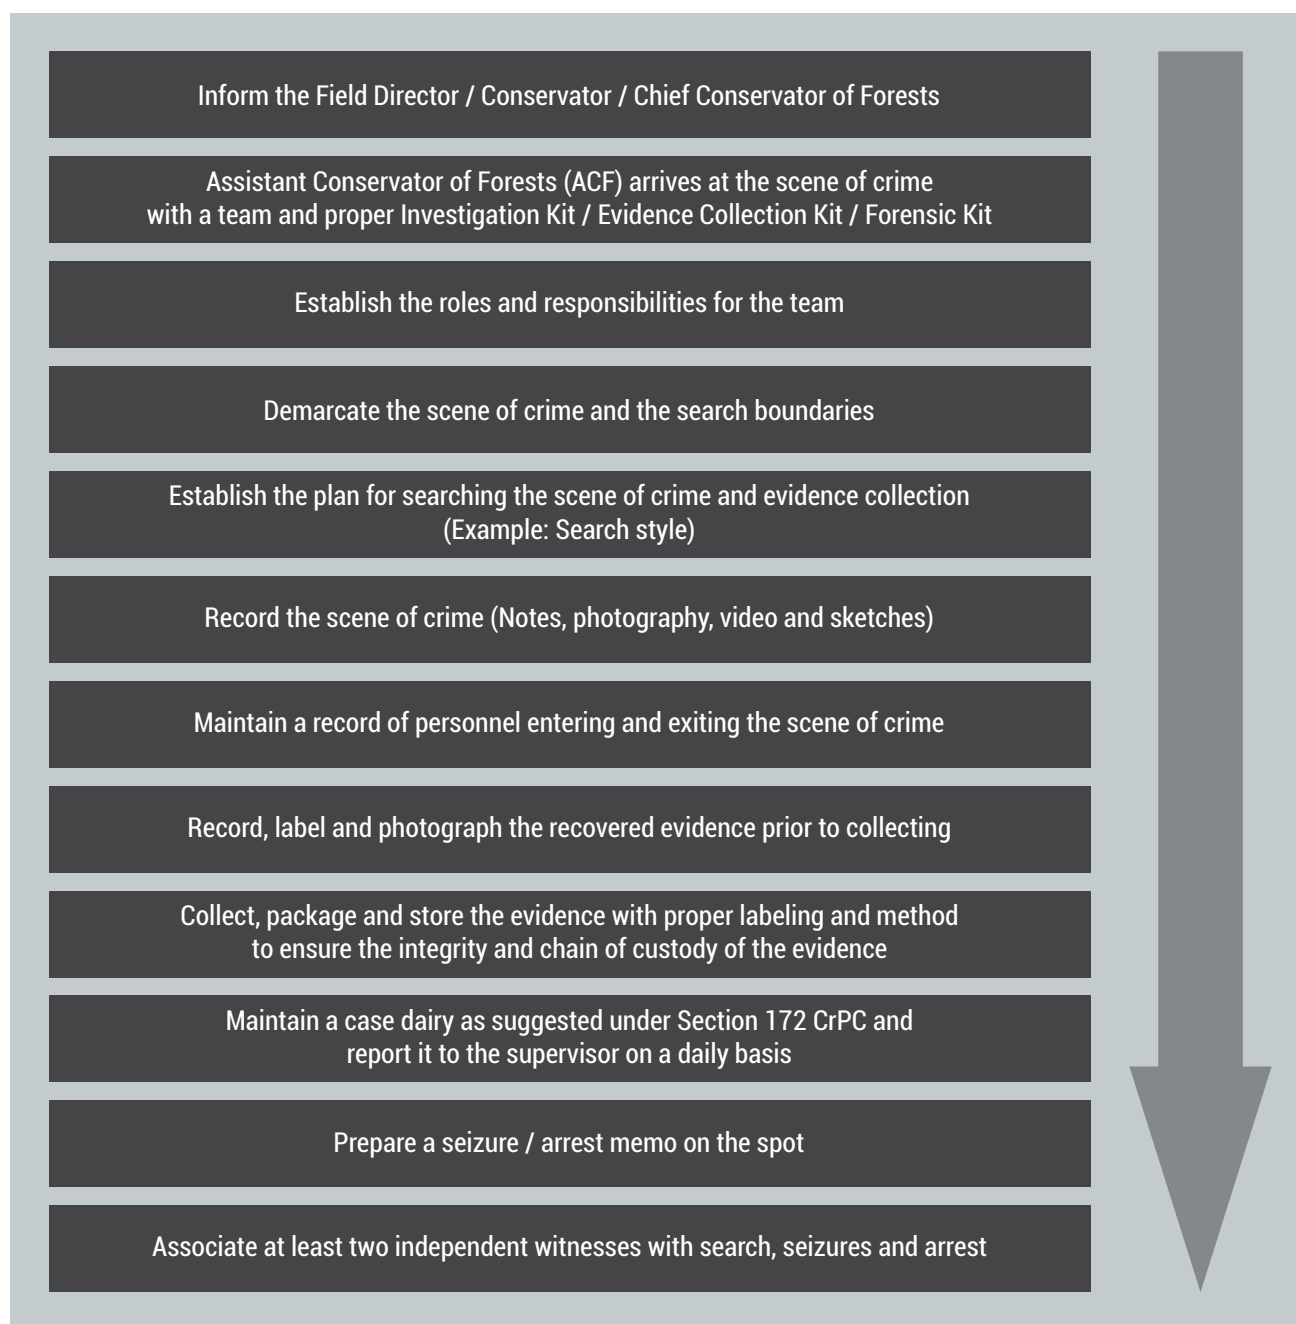 Inform the Field Director / Conservator / Chief Conservator of Forests
Assistant Conservator of Forests (ACF) arrives at the scene of crime
with a team and proper Investigation Kit / Evidence Collection Kit / Forensic Kit
Establish the roles and responsibilities for the team
Demarcate the scene of crime and the search boundaries
Establish the plan for searching the scene of crime and evidence collection
(Example: Search style)
Record the scene of crime (Notes, photography, video and sketches)
Maintain a record of personnel entering and exiting the scene of crime
Record, label and photograph the recovered evidence prior to collecting
Collect, package and store the evidence with proper labeling and method
to ensure the integrity and chain of custody of the evidence
Maintain a case dairy as suggested under Section 172 CrPC and
report it to the supervisor on a daily basis
Prepare a seizure / arrest memo on the spot
Associate at least two independent witnesses with search, seizures and arrest